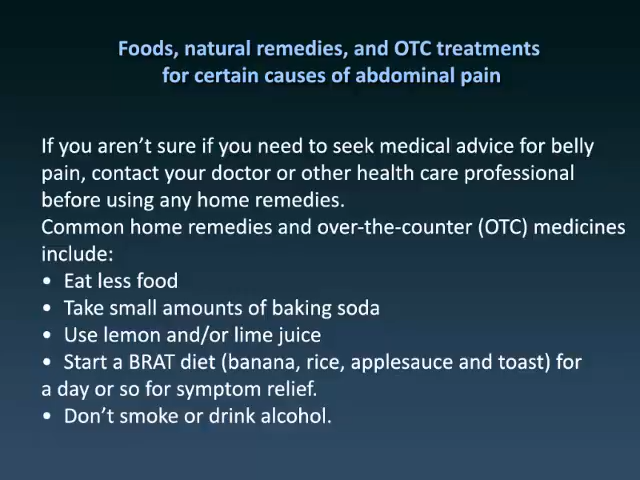 Foods, natural remedies, and OTC treatments
for certain causes of abdominal pain
If you aren’t sure if you need to seek medical advice for belly
pain, contact your doctor or other health care professional
before using any home remedies.
Common home remedies and over-the-counter (OTC) medicines
include:
• Eat less food
• Take small amounts of baking soda
• Use lemon and/or lime juice
• Start a BRAT diet (banana, rice, applesauce and toast) for
a day or so for symptom relief.
• Don’t smoke or drink alcohol.